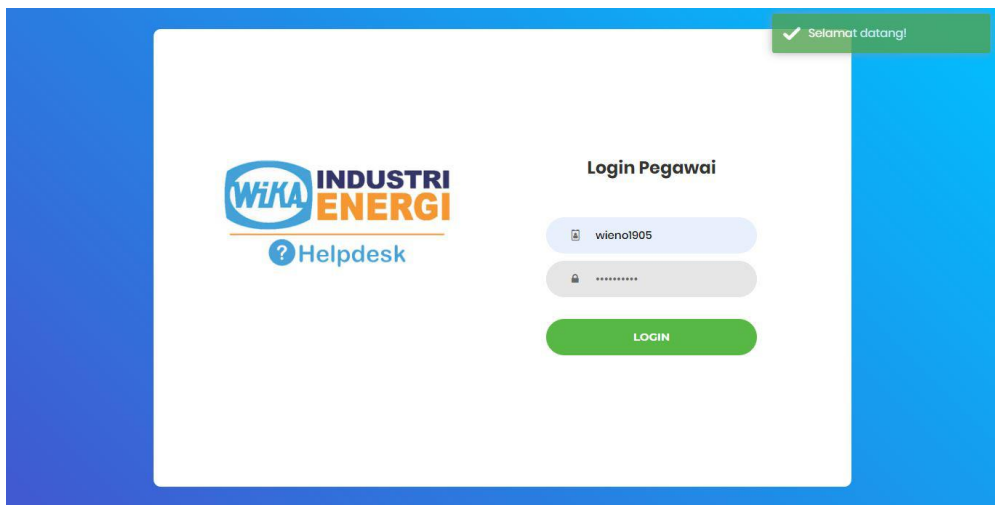 Selamat datang!
WiKA INDUSTRI
ENERGI
? Helpdesk
Login Pegawai
wieno1905
••••••••••
LOGIN